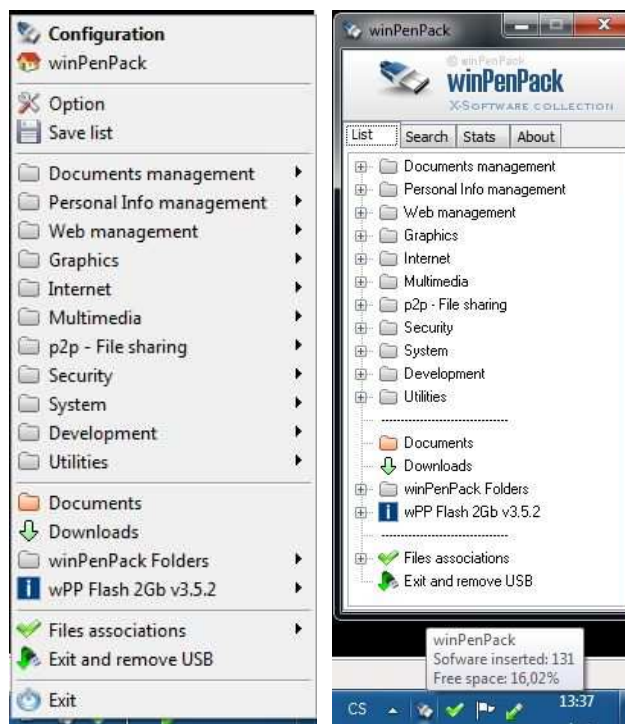 Configuration
winPenPack
Option
Save list
Documents management
Personal Info management
Web management
Graphics
Internet
Multimedia
p2p - File sharing
Security
System
Development
Utilities
Documents
Downloads
winPenPack Folders
wPP Flash 2Gb v3.5.2
Files associations
Exit and remove USB
Exit
winPenPack
@ winPenPack
winPenPack
X-SOFTWARE COLLECTION
List Search Stats About
Documents management
Personal Info management
Web management
Graphics
Internet
Multimedia
p2p - File sharing
Security
System
Development
Utilities
Documents
Downloads
winPenPack Folders
wPP Flash 2Gb v3.5.2
Files associations
Exit and remove USB
winPenPack
Sofware inserted: 131
Free space: 16,02%
CS 13:37